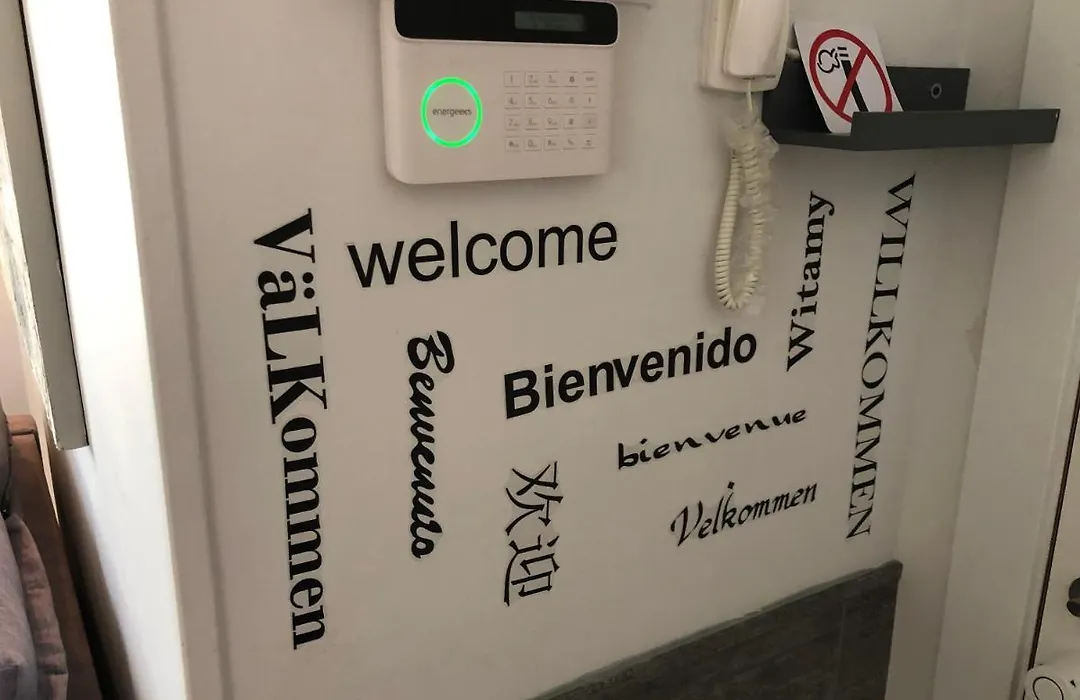 energeeks
VäLKommen
welcome
Benvenuto
Bienvenido
欢迎
bienvenue
Velkommen
Witamy
WILLKOMMEN